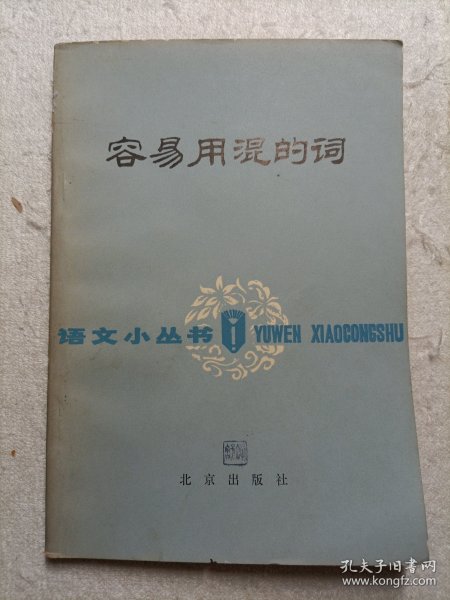 容易用混的词
语文小丛书 YUWEN XIAOCONGSHU
北京出版社
孔夫子旧书网
www.kongfz.com